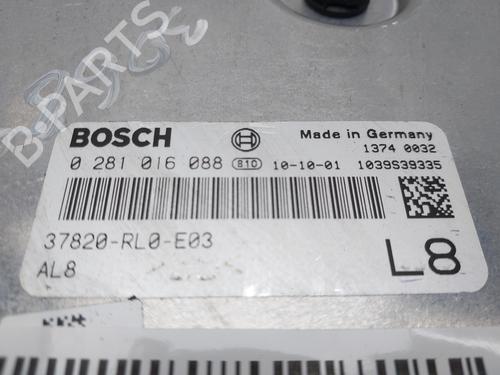 B-PARTS
BOSCH
Made in Germany
1374 0032
0 281 016 088 810 10-10-01 1039S39335
37820-RL0-E03
AL8
L8